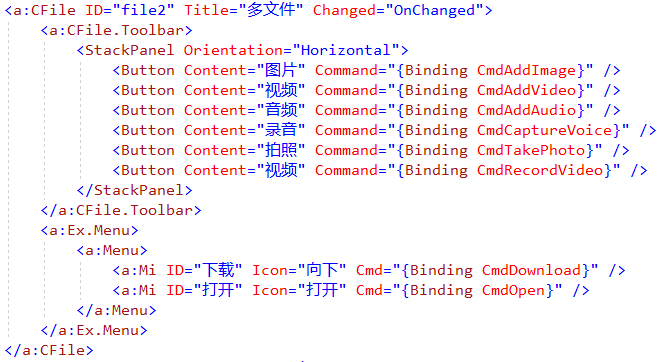 <a:CFile ID="file2" Title="多文件" Changed="OnChanged">
    <a:CFile.Toolbar>
        <StackPanel Orientation="Horizontal">
            <Button Content="图片" Command="{Binding CmdAddImage}" />
            <Button Content="视频" Command="{Binding CmdAddVideo}" />
            <Button Content="音频" Command="{Binding CmdAddAudio}" />
            <Button Content="录音" Command="{Binding CmdCaptureVoice}" />
            <Button Content="拍照" Command="{Binding CmdTakePhoto}" />
            <Button Content="视频" Command="{Binding CmdRecordVideo}" />
        </StackPanel>
    </a:CFile.Toolbar>
    <a:Ex.Menu>
        <a:Menu>
            <a:Mi ID="下载" Icon="向下" Cmd="{Binding CmdDownload}" />
            <a:Mi ID="打开" Icon="打开" Cmd="{Binding CmdOpen}" />
        </a:Menu>
    </a:Ex.Menu>
</a:CFile>